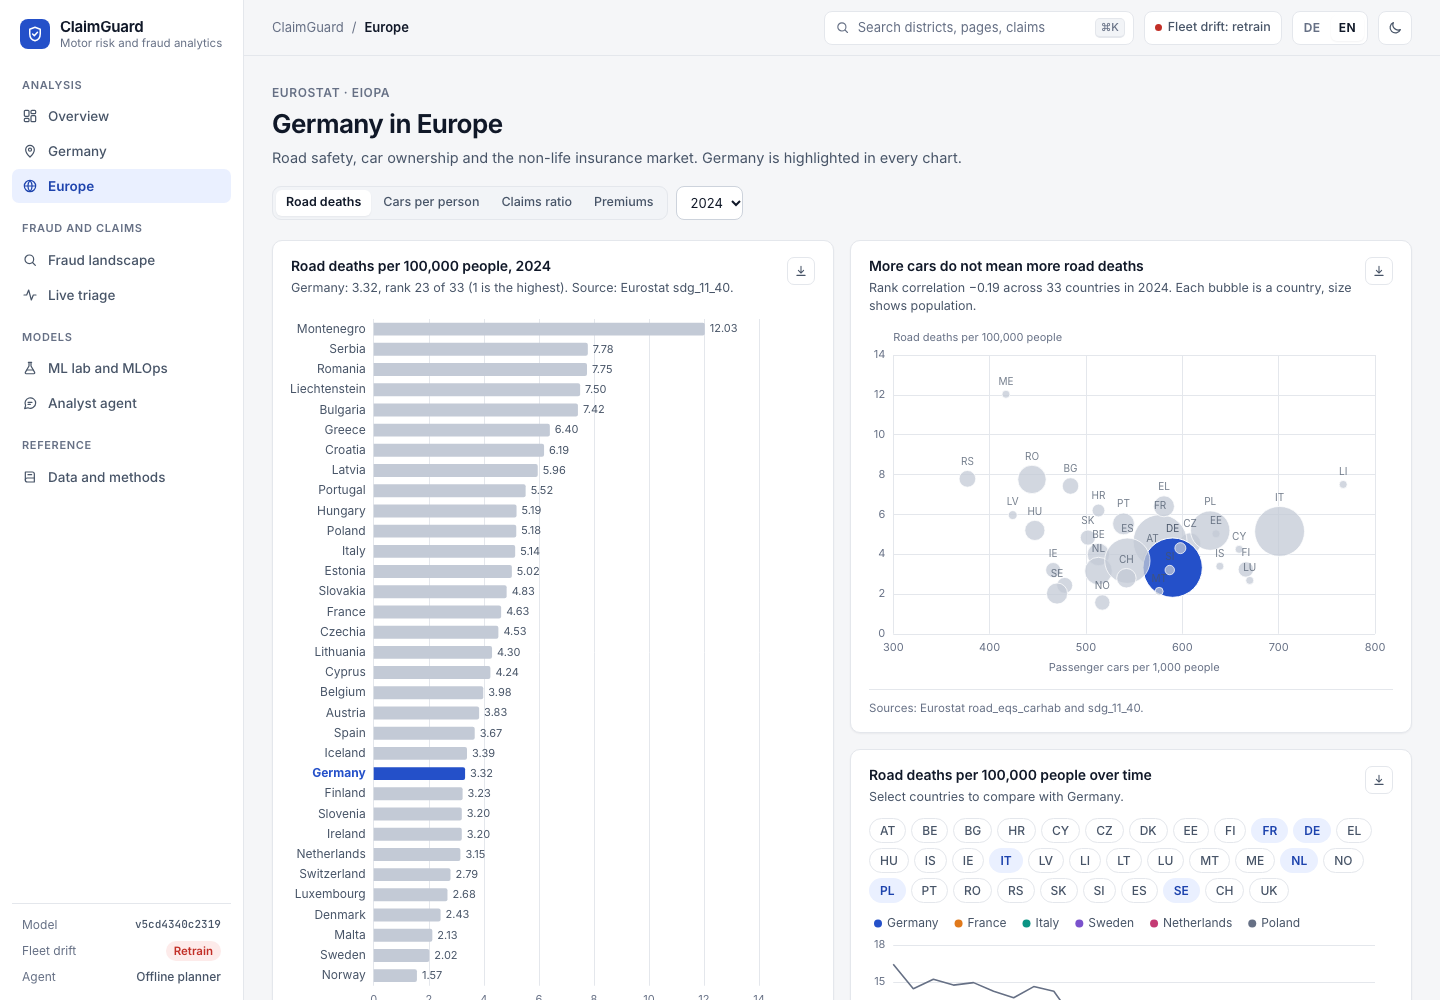 ClaimGuard
Motor risk and fraud analytics
ANALYSIS
Overview
Germany
Europe
FRAUD AND CLAIMS
Fraud landscape
Live triage
MODELS
ML lab and MLOps
Analyst agent
REFERENCE
Data and methods
Model v5cd4340c2319
Fleet drift Retrain
Agent Offline planner
ClaimGuard / Europe
Search districts, pages, claims ⌘K
Fleet drift: retrain
DE EN
EUROSTAT · EIOPA
Germany in Europe
Road safety, car ownership and the non-life insurance market. Germany is highlighted in every chart.
Road deaths Cars per person Claims ratio Premiums 2024
Road deaths per 100,000 people, 2024
Germany: 3.32, rank 23 of 33 (1 is the highest). Source: Eurostat sdg_11_40.
Montenegro 12.03
Serbia 7.78
Romania 7.75
Liechtenstein 7.50
Bulgaria 7.42
Greece 6.40
Croatia 6.19
Latvia 5.96
Portugal 5.52
Hungary 5.19
Poland 5.18
Italy 5.14
Estonia 5.02
Slovakia 4.83
France 4.63
Czechia 4.53
Lithuania 4.30
Cyprus 4.24
Belgium 3.98
Austria 3.83
Spain 3.67
Iceland 3.39
Germany 3.32
Finland 3.23
Slovenia 3.20
Ireland 3.20
Netherlands 3.15
Switzerland 2.79
Luxembourg 2.68
Denmark 2.43
Malta 2.13
Sweden 2.02
Norway 1.57
0 2 4 6 8 10 12 14
More cars do not mean more road deaths
Rank correlation −0.19 across 33 countries in 2024. Each bubble is a country, size
shows population.
Road deaths per 100,000 people
14
12
10
8
6
4
2
0
ME
RS
RO
BG
LI
LV
HU
HR
PT
EL
FR
PL
IT
SK
BE
NL
ES
DE
CZ
EE
AT
CY
IE
SE
CH
IS
FI
LU
NO
300 400 500 600 700 800
Passenger cars per 1,000 people
Sources: Eurostat road_eqs_carhab and sdg_11_40.
Road deaths per 100,000 people over time
Select countries to compare with Germany.
AT BE BG HR CY CZ DK EE FI FR DE EL
HU IS IE IT LV LI LT LU MT ME NL NO
PL PT RO RS SK SI ES SE CH UK
Germany France Italy Sweden Netherlands Poland
18
15